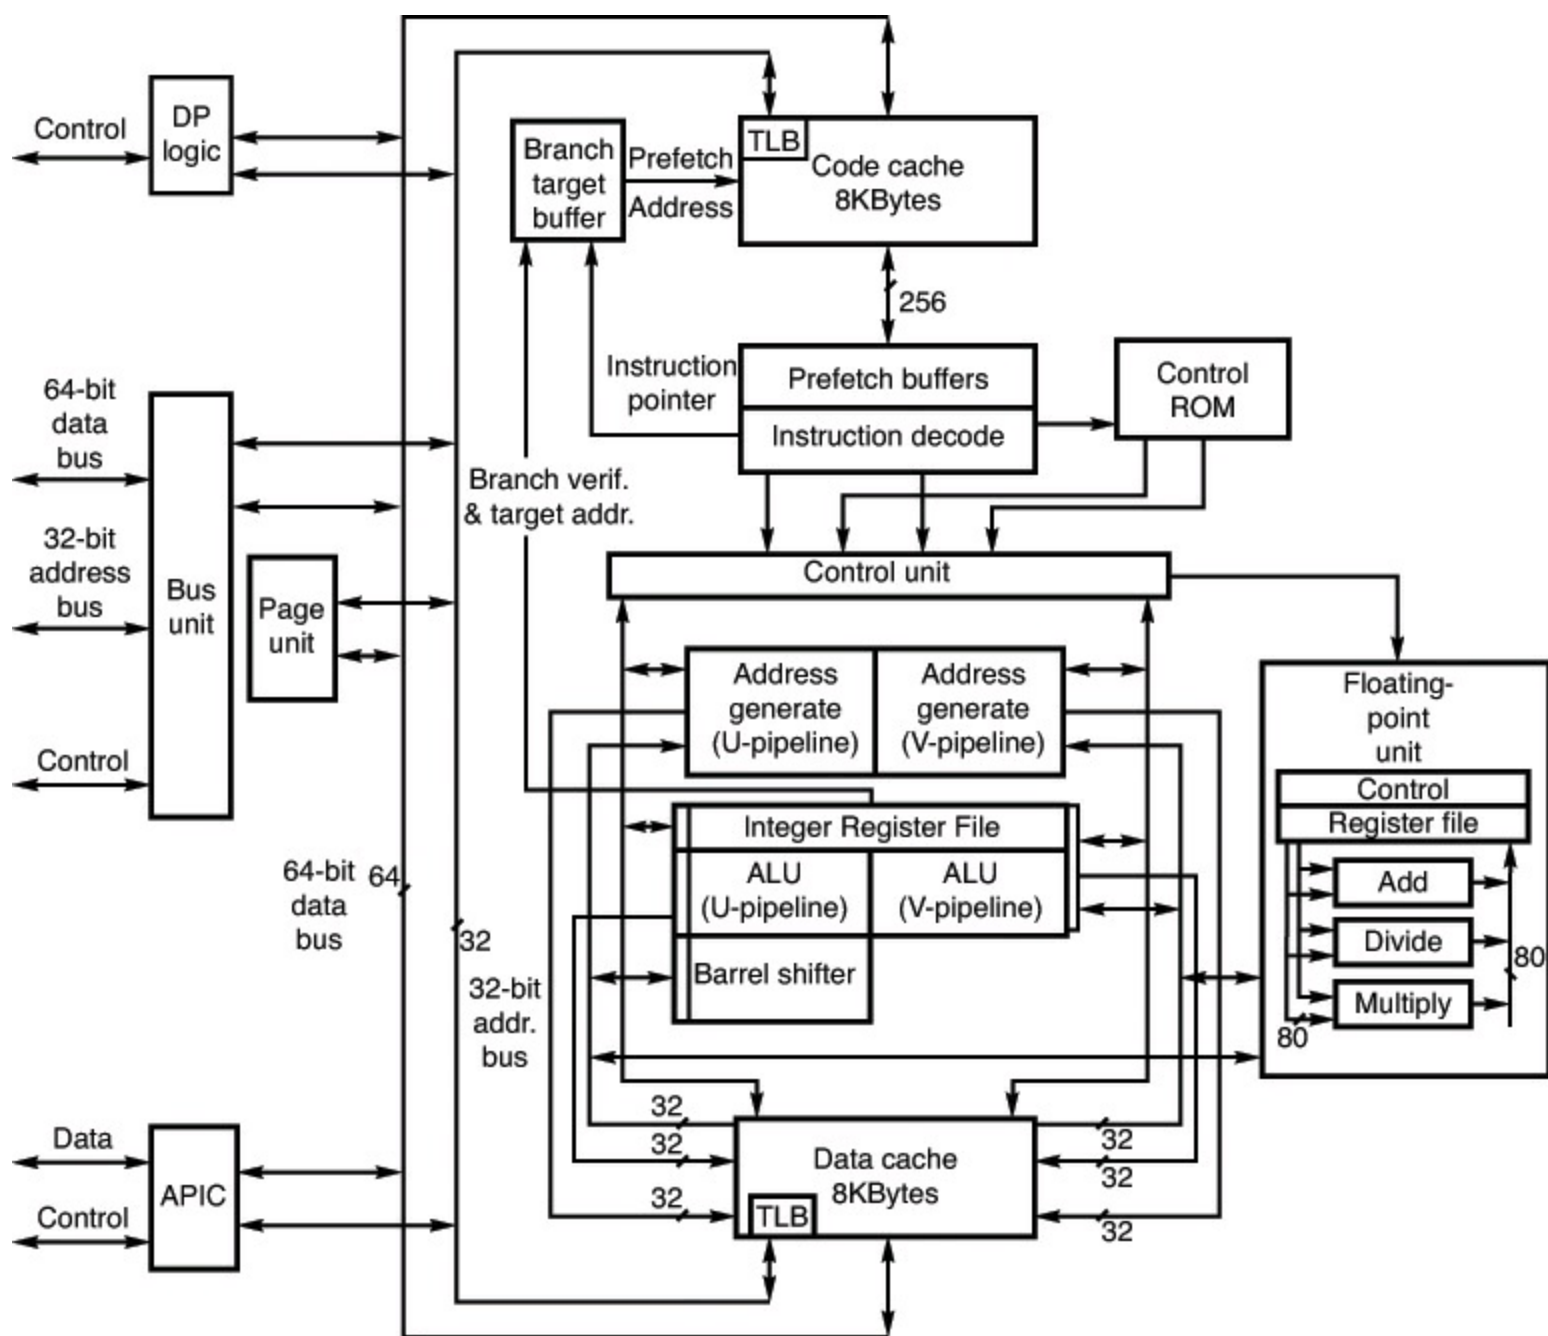 DP
logic
Control
Branch
target
buffer
Prefetch
Address
TLB
Code cache
8KBytes
256
Instruction
pointer
Prefetch buffers
Instruction decode
Control
ROM
64-bit
data
bus
32-bit
address
bus
Control
Bus
unit
Page
unit
Branch verif.
& target addr.
Control unit
Address
generate
(U-pipeline)
Address
generate
(V-pipeline)
Integer Register File
ALU
(U-pipeline)
ALU
(V-pipeline)
Barrel shifter
Floating-
point
unit
Control
Register file
Add
Divide
Multiply
80
80
64-bit
data
bus
64
32
32-bit
addr.
bus
Data
Control
APIC
32
32
32
32
32
32
Data cache
8KBytes
TLB